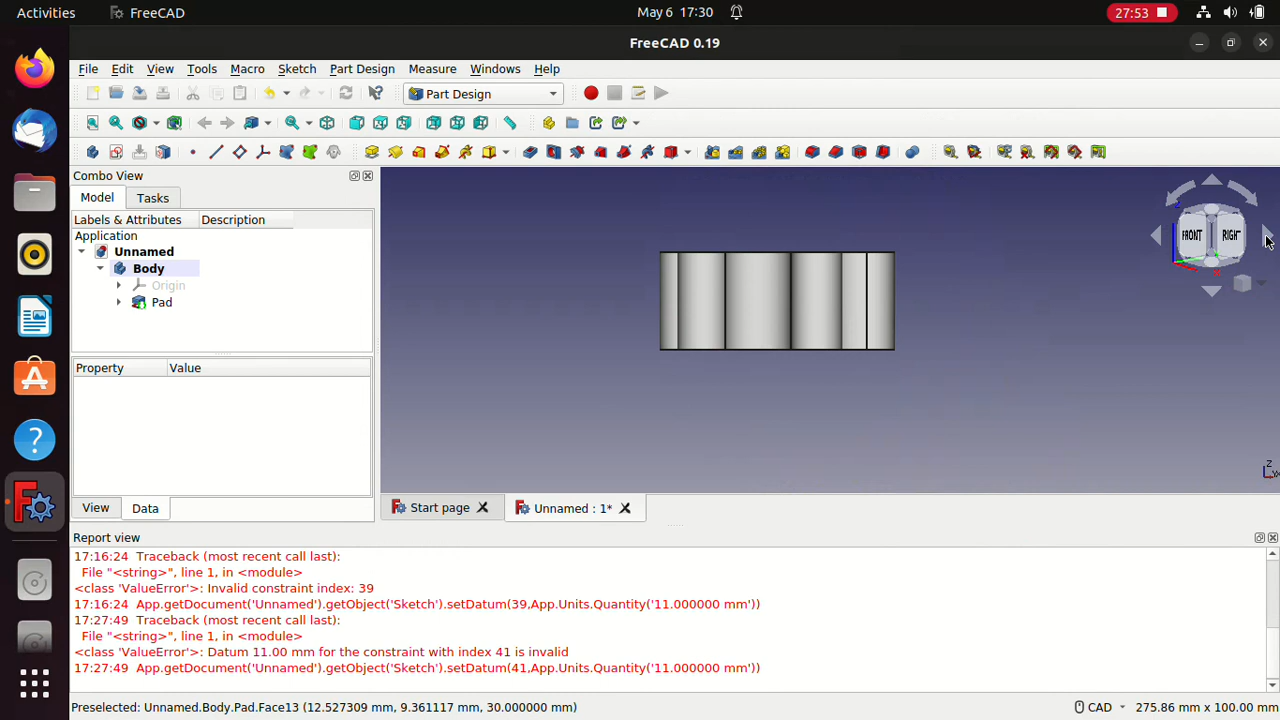 Activities FreeCAD May 6 17:30 27:53
FreeCAD 0.19
File Edit View Tools Macro Sketch Part Design Measure Windows Help
Part Design
Combo View
Model Tasks
Labels & Attributes Description
Application
Unnamed
Body
Origin
Pad
Property Value
View Data
FRONT RIGHT
Z
Start page Unnamed : 1*
Report view
17:16:24 Traceback (most recent call last):
File "<string>", line 1, in <module>
<class 'ValueError'>: Invalid constraint index: 39
17:16:24 App.getDocument('Unnamed').getObject('Sketch').setDatum(39,App.Units.Quantity('11.000000 mm'))
17:27:49 Traceback (most recent call last):
File "<string>", line 1, in <module>
<class 'ValueError'>: Datum 11.00 mm for the constraint with index 41 is invalid
17:27:49 App.getDocument('Unnamed').getObject('Sketch').setDatum(41,App.Units.Quantity('11.000000 mm'))
Preselected: Unnamed.Body.Pad.Face13 (12.527309 mm, 9.361117 mm, 30.000000 mm) CAD 275.86 mm x 100.00 mm